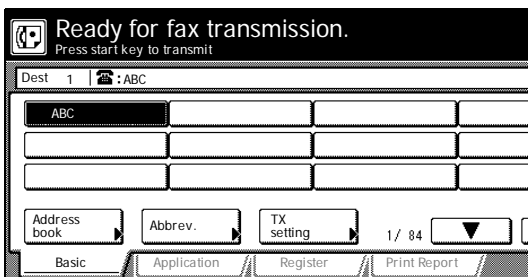 Ready for fax transmission.
Press start key to transmit
Dest 1 ☎:ABC
ABC
Address book Abbrev. TX setting 1/ 84
Basic Application Register Print Report